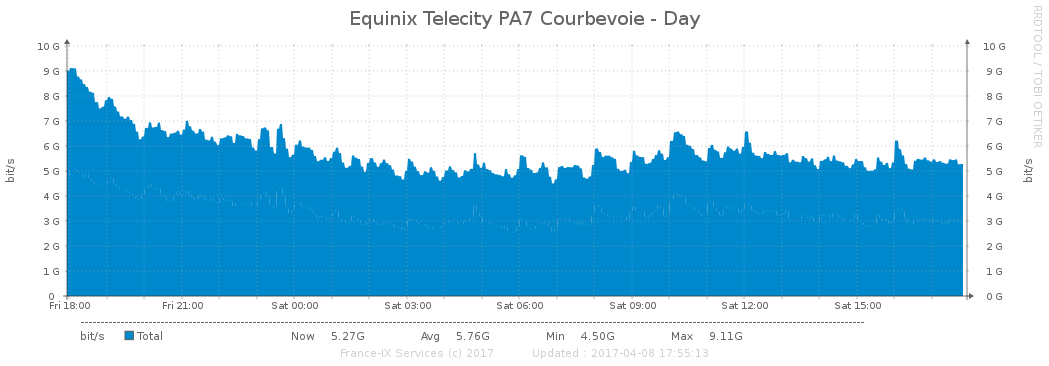 Equinix Telecity PA7 Courbevoie - Day
RRDTOOL / TOBI OETIKER
bit/s
10 G 10 G
9 G 9 G
8 G 8 G
7 G 7 G
6 G 6 G
5 G 5 G
4 G 4 G
3 G 3 G
2 G 2 G
1 G 1 G
0 0 G
bit/s
Fri 18:00 Fri 21:00 Sat 00:00 Sat 03:00 Sat 06:00 Sat 09:00 Sat 12:00 Sat 15:00
bit/s Total Now 5.27G Avg 5.76G Min 4.50G Max 9.11G
France-IX Services (c) 2017 Updated : 2017-04-08 17:55:13